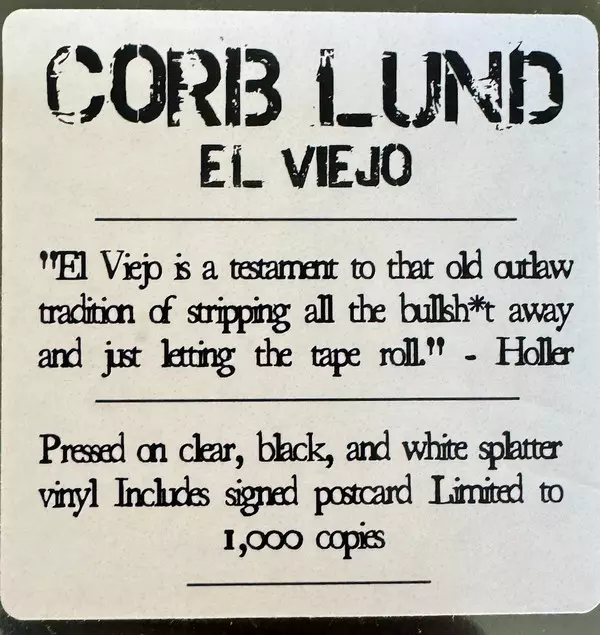 CORB LUND
EL VIEJO
"El Viejo is a testament to that old outlaw
tradition of stripping all the bullsh*t away
and just letting the tape roll." - Holler
Pressed on clear, black, and white splatter
vinyl Includes signed postcard Limited to
1,000 copies